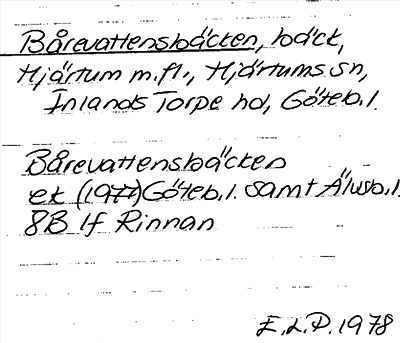 Bårevattensbäcken, bäck,
Hjärtum m.fl., Hjärtums sn,
Inlands Torpe hd, Göteb.l.
Bårevattensbäcken
ek (1977) Göteb.l. samt Älvsb.l.
8B 1f Rinnan
E.L.P. 1978